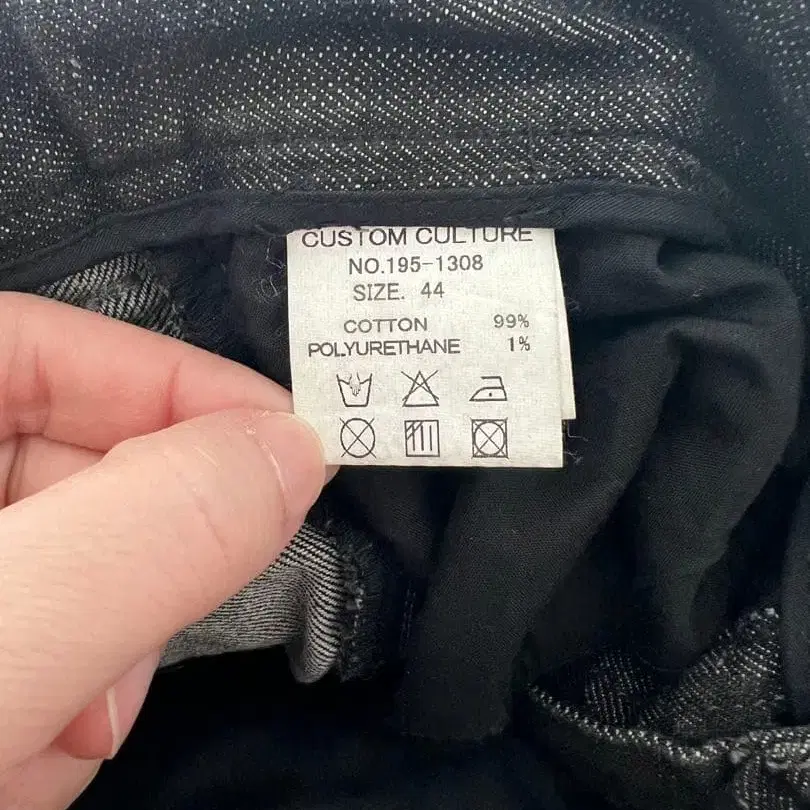 CUSTOM CULTURE
NO.195-1308
SIZE. 44
COTTON 99%
POLYURETHANE 1%